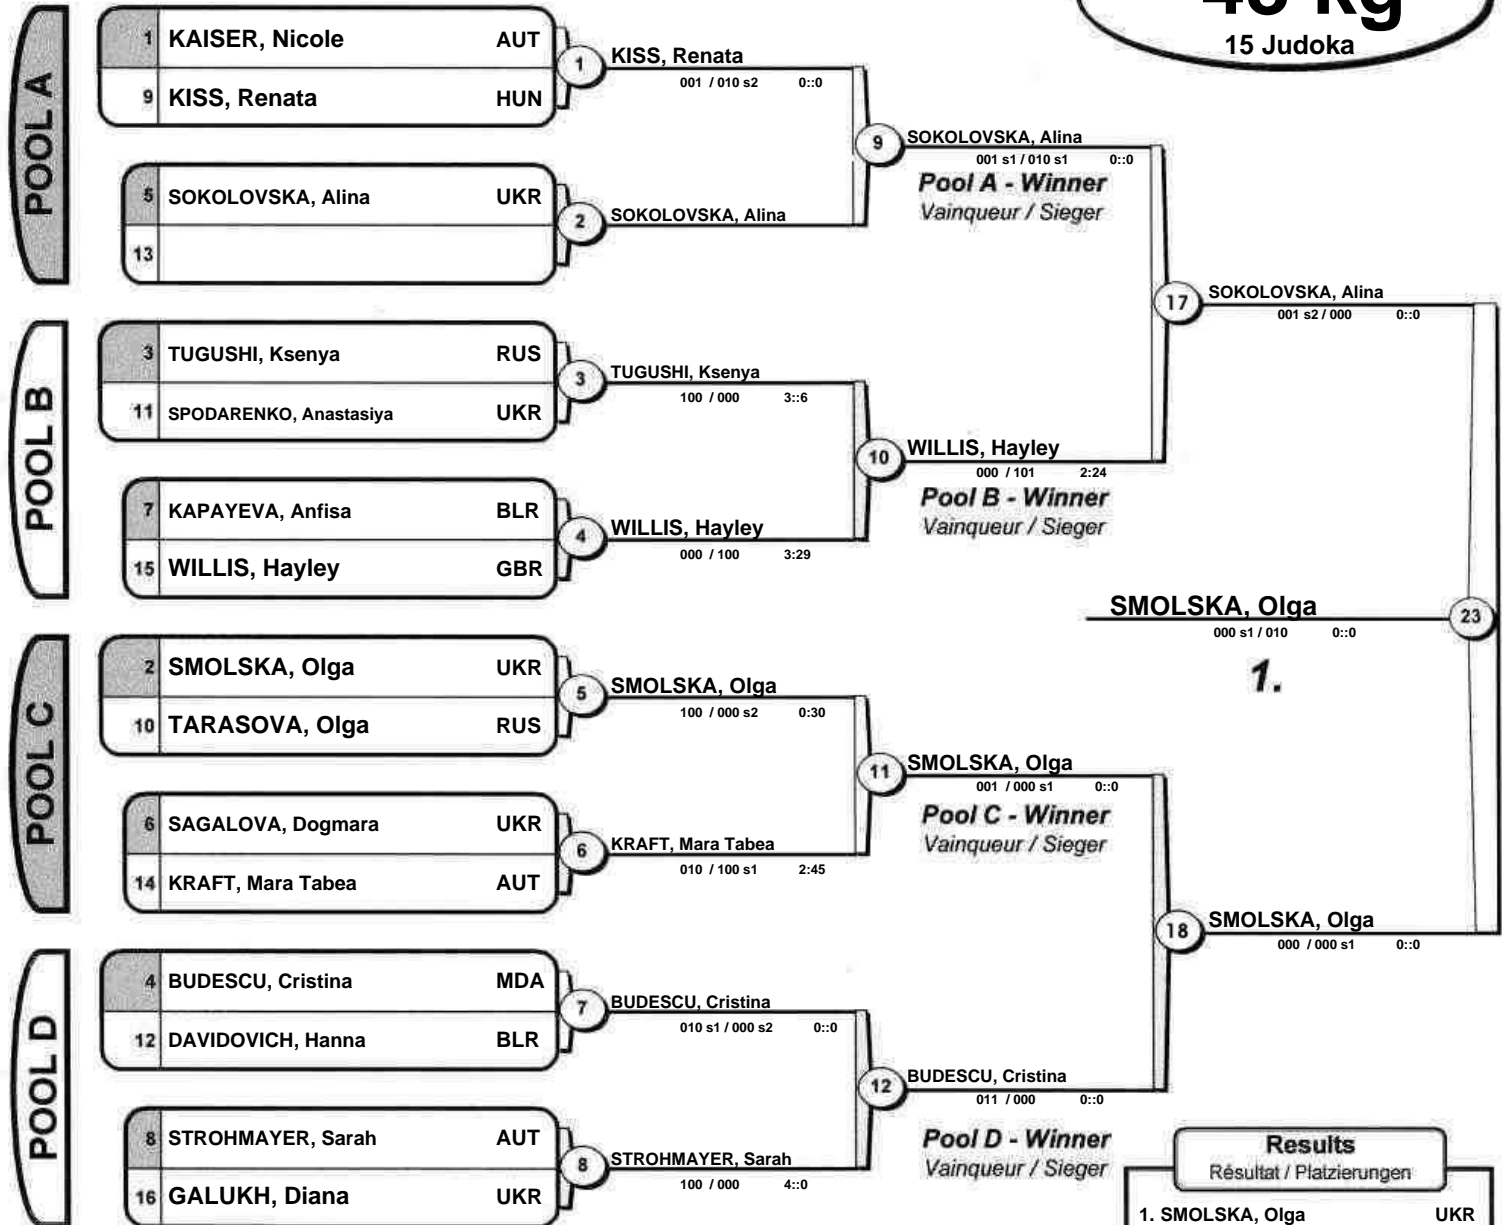 48 kg
15 Judoka
POOL A
1 KAISER, Nicole AUT
9 KISS, Renata HUN
1
KISS, Renata
001 / 010 s2 0::0
5 SOKOLOVSKA, Alina UKR
13
2
SOKOLOVSKA, Alina
9
SOKOLOVSKA, Alina
001 s1 / 010 s1 0::0
Pool A - Winner
Vainqueur / Sieger
POOL B
3 TUGUSHI, Ksenya RUS
11 SPODARENKO, Anastasiya UKR
3
TUGUSHI, Ksenya
100 / 000 3::6
7 KAPAYEVA, Anfisa BLR
15 WILLIS, Hayley GBR
4
WILLIS, Hayley
000 / 100 3:29
10
WILLIS, Hayley
000 / 101 2:24
Pool B - Winner
Vainqueur / Sieger
17
SOKOLOVSKA, Alina
001 s2 / 000 0::0
SMOLSKA, Olga
000 s1 / 010 0::0
23
1.
POOL C
2 SMOLSKA, Olga UKR
10 TARASOVA, Olga RUS
5
SMOLSKA, Olga
100 / 000 s2 0:30
6 SAGALOVA, Dogmara UKR
14 KRAFT, Mara Tabea AUT
6
KRAFT, Mara Tabea
010 / 100 s1 2:45
11
SMOLSKA, Olga
001 / 000 s1 0::0
Pool C - Winner
Vainqueur / Sieger
POOL D
4 BUDESCU, Cristina MDA
12 DAVIDOVICH, Hanna BLR
7
BUDESCU, Cristina
010 s1 / 000 s2 0::0
8 STROHMAYER, Sarah AUT
16 GALUKH, Diana UKR
8
STROHMAYER, Sarah
100 / 000 4::0
12
BUDESCU, Cristina
011 / 000 0::0
Pool D - Winner
Vainqueur / Sieger
18
SMOLSKA, Olga
000 / 000 s1 0::0
Results
Résultat / Platzierungen
1. SMOLSKA, Olga UKR